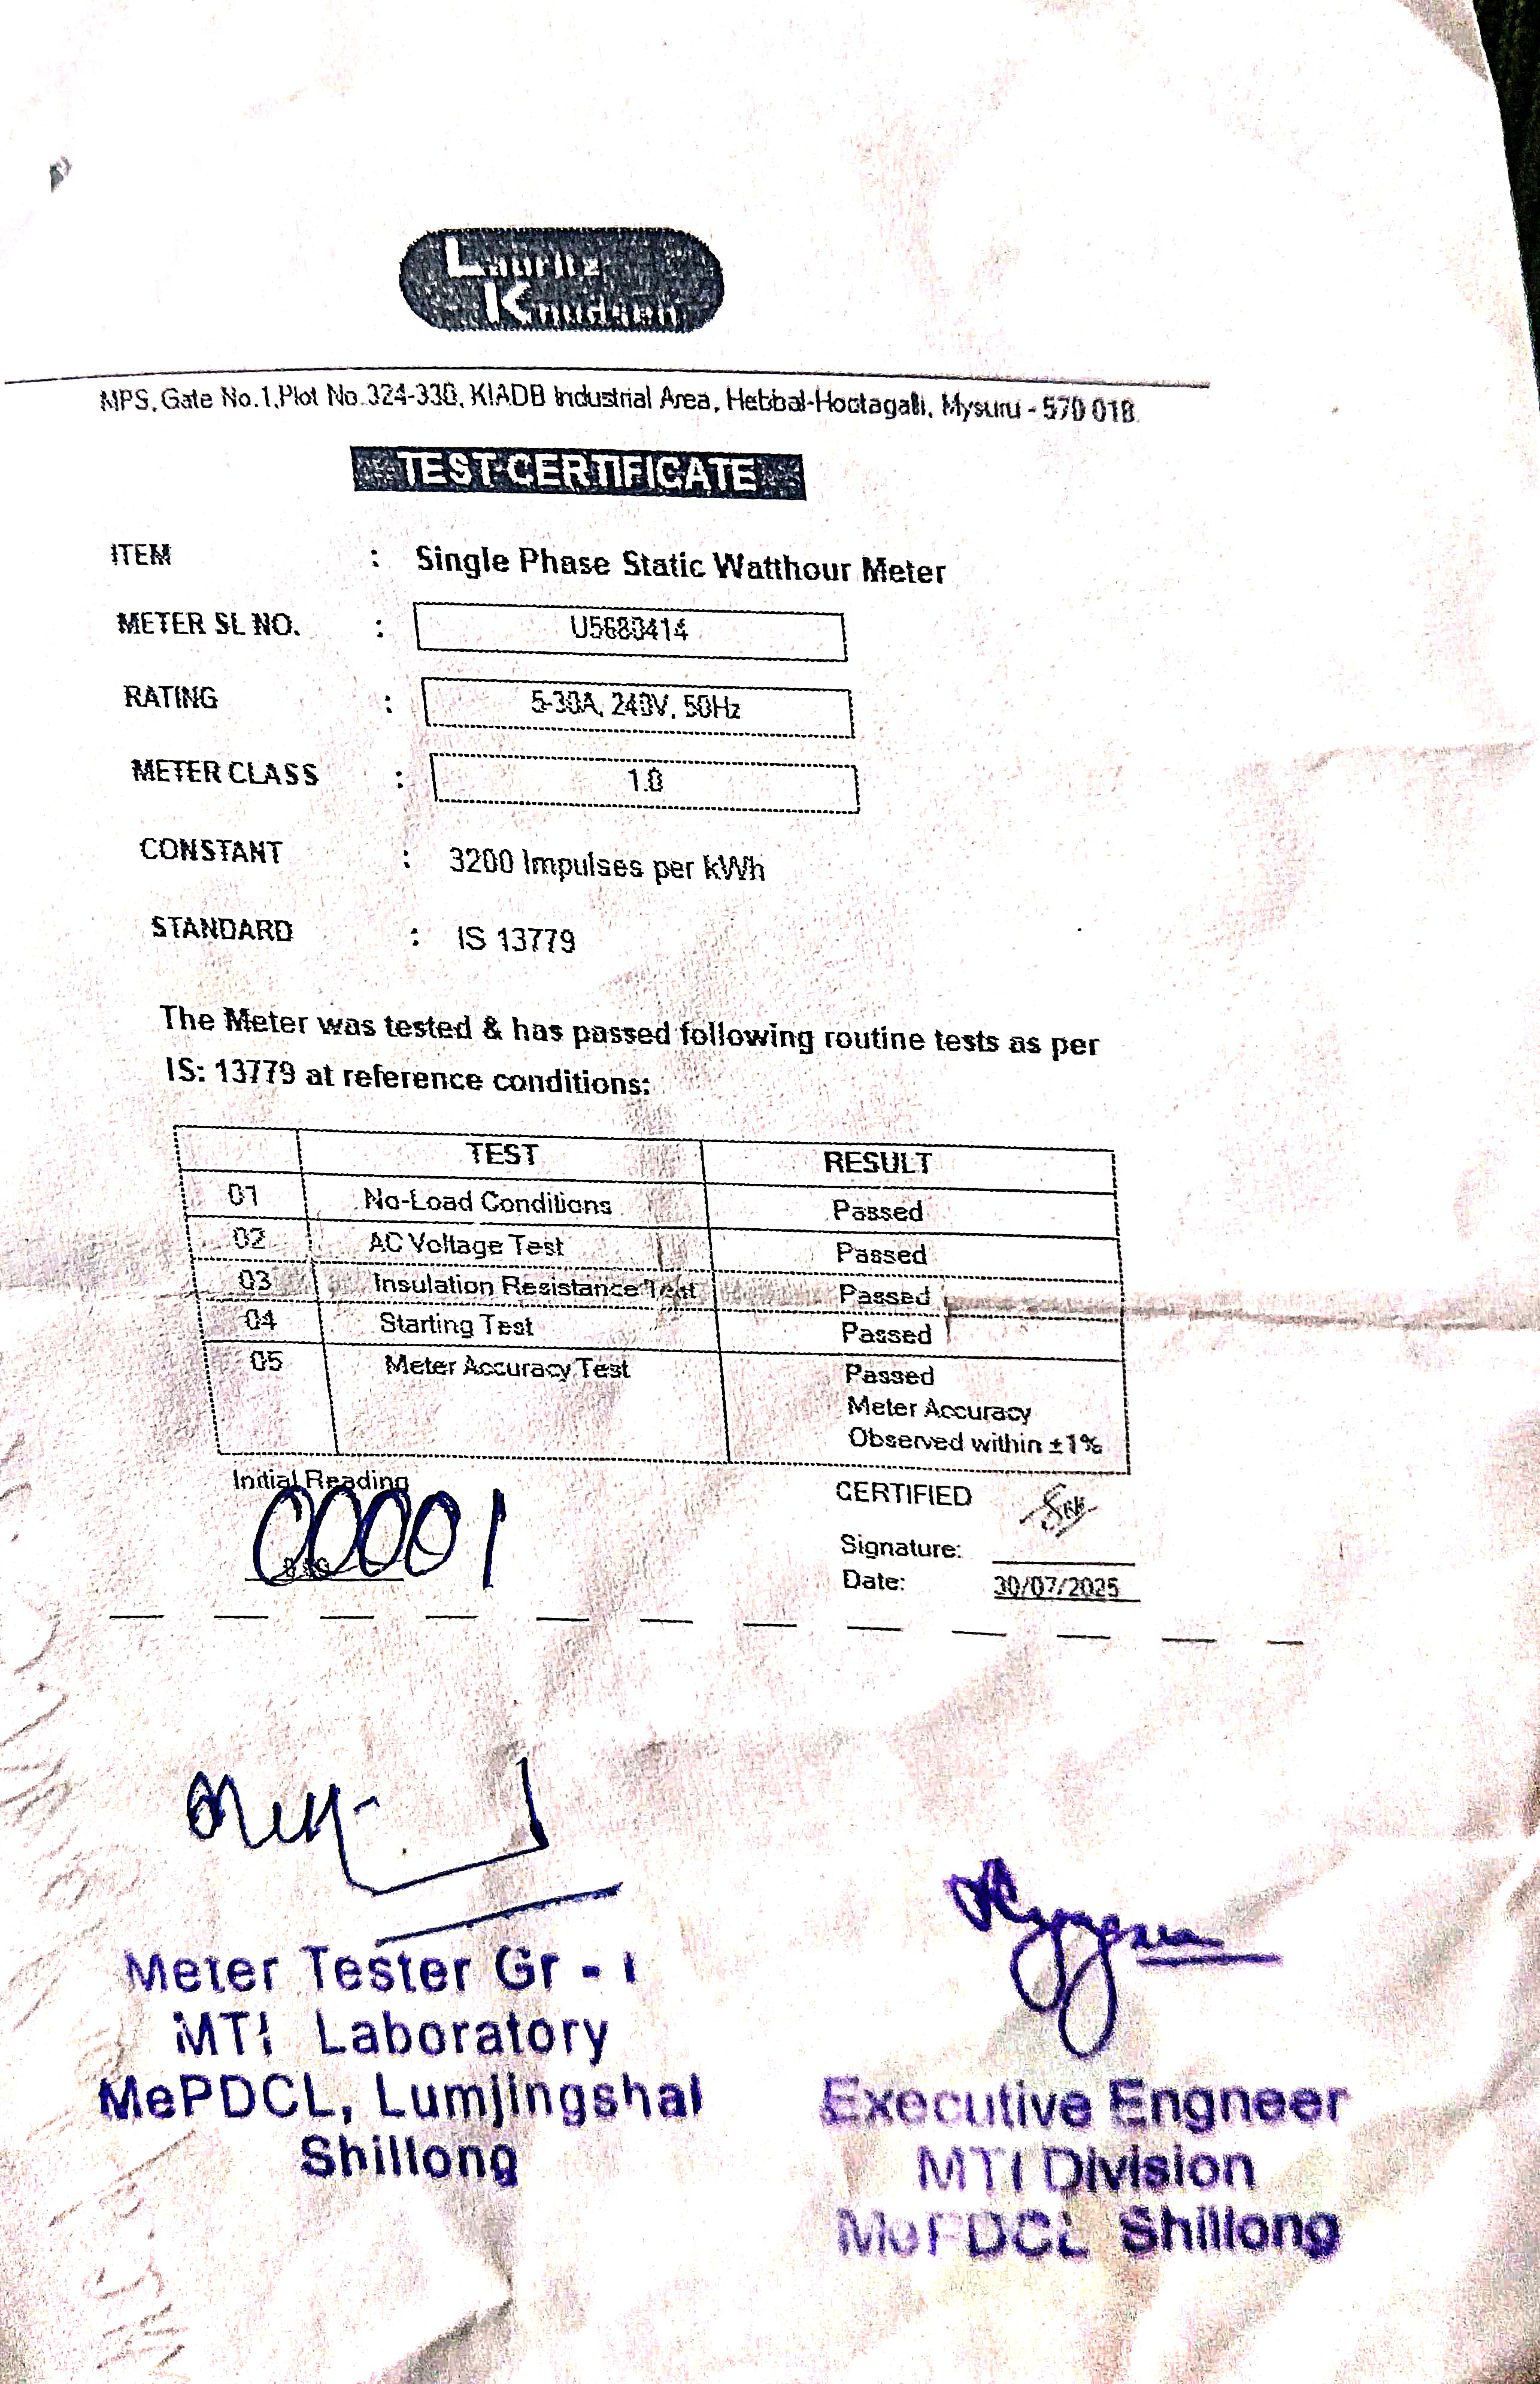 Lauritz
Knudsen
MPS, Gate No.1,Plot No.324-330, KIADB Industrial Area, Hebbal-Hootagalli, Mysuru - 570 018.
TEST CERTIFICATE
ITEM : Single Phase Static Watthour Meter
METER SL NO. : U5680414
RATING : 5-30A, 240V, 50Hz
METER CLASS : 1.0
CONSTANT : 3200 Impulses per kWh
STANDARD : IS 13779
The Meter was tested & has passed following routine tests as per
IS: 13779 at reference conditions:
TEST RESULT
01 No-Load Conditions Passed
02 AC Voltage Test Passed
03 Insulation Resistance Test Passed
04 Starting Test Passed
05 Meter Accuracy Test Passed
Meter Accuracy
Observed within ±1%
Initial Reading
00001
CERTIFIED
Signature:
Date: 30/07/2025
Meter Tester Gr - I
MTI Laboratory
MePDCL, Lumjingshai
Shillong
Executive Engneer
MTI Division
MePDCL Shillong